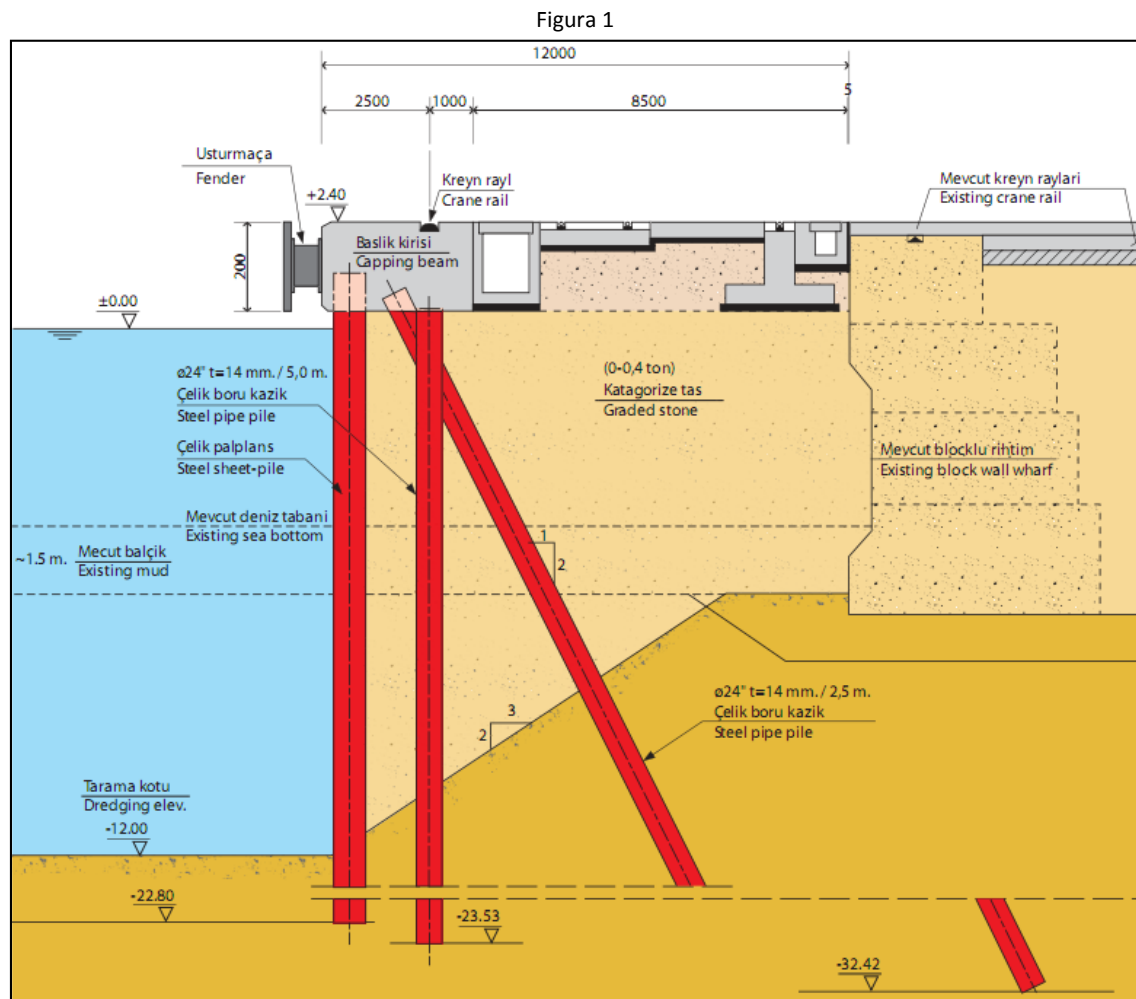 Figura 1
12000
2500
1000
8500
5
Usturmaça
Fender
+2.40
Kreyn rayl
Crane rail
Mevcut kreyn raylari
Existing crane rail
200
Baslik kirisi
Capping beam
±0.00
ø24" t=14 mm. / 5,0 m.
Çelik boru kazik
Steel pipe pile
(0-0,4 ton)
Katagorize tas
Graded stone
Çelik palplans
Steel sheet-pile
Mevcut blocklu rihtim
Existing block wall wharf
Mevcut deniz tabani
Existing sea bottom
~1.5 m.
Mecut balçik
Existing mud
1
2
ø24" t=14 mm. / 2,5 m.
Çelik boru kazik
Steel pipe pile
3
2
Tarama kotu
Dredging elev.
-12.00
-22.80
-23.53
-32.42